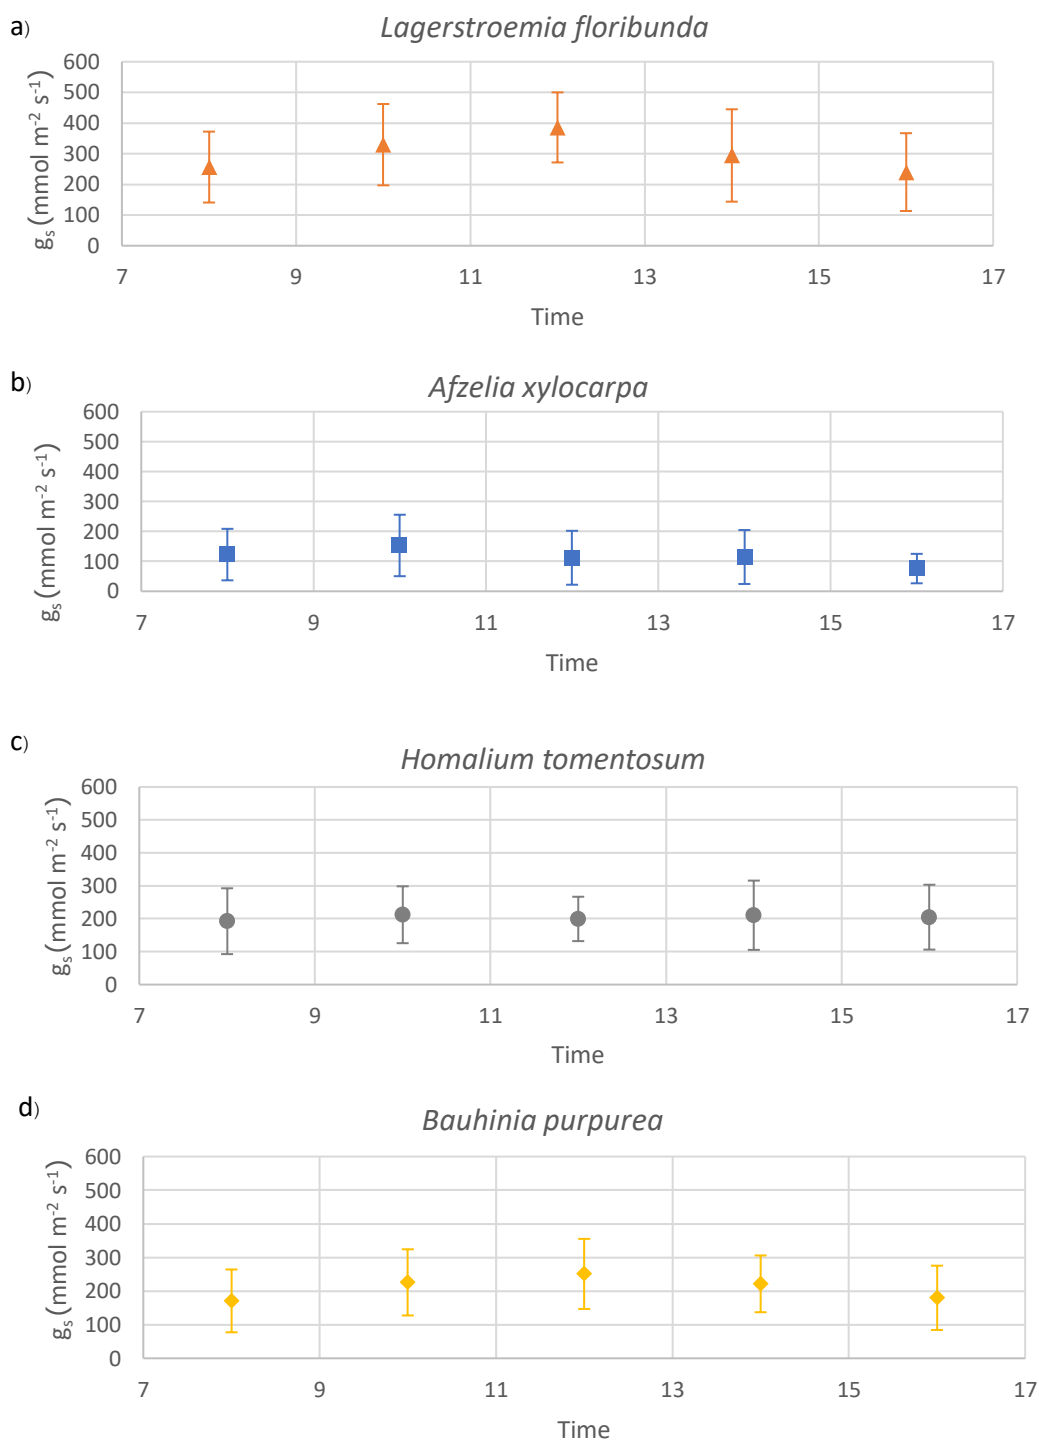 a)
Lagerstroemia floribunda
gs (mmol m-2 s-1)
600
500
400
300
200
100
0
7 9 11 13 15 17
Time
b)
Afzelia xylocarpa
gs (mmol m-2 s-1)
600
500
400
300
200
100
0
7 9 11 13 15 17
Time
c)
Homalium tomentosum
gs (mmol m-2 s-1)
600
500
400
300
200
100
0
7 9 11 13 15 17
Time
d)
Bauhinia purpurea
gs (mmol m-2 s-1)
600
500
400
300
200
100
0
7 9 11 13 15 17
Time